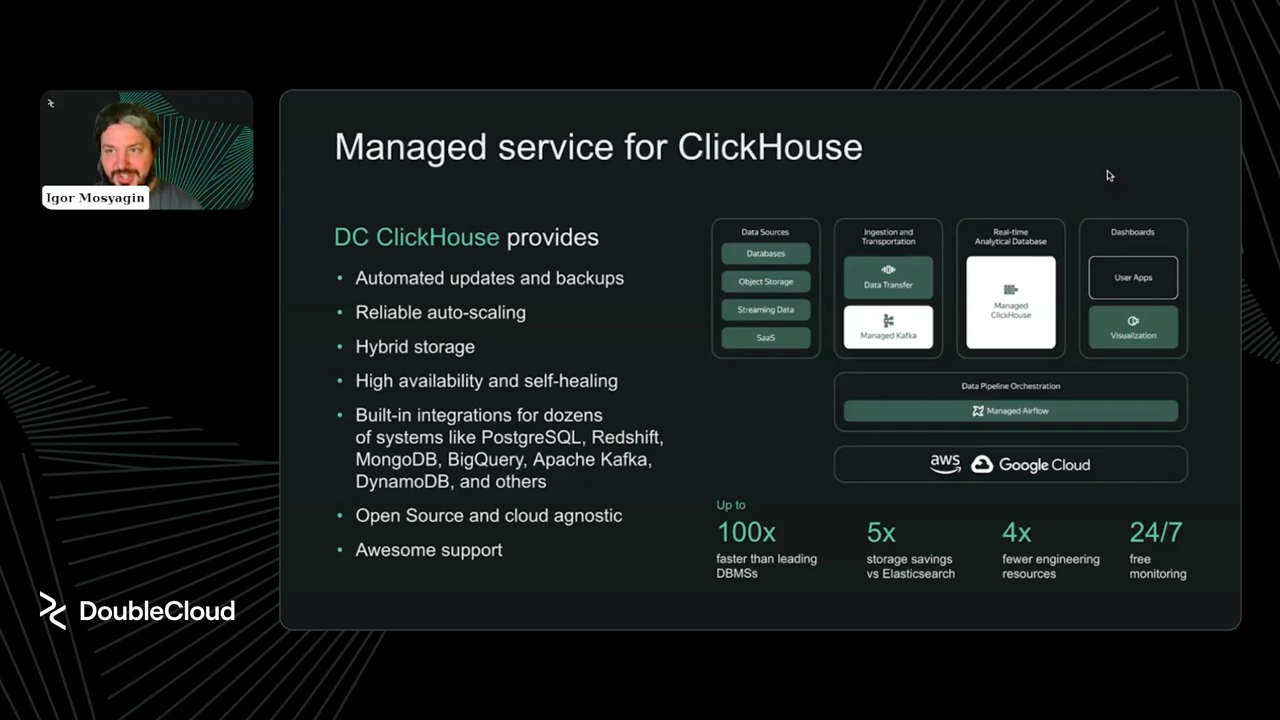 Igor Mosyagin
Managed service for ClickHouse
DC ClickHouse provides
• Automated updates and backups
• Reliable auto-scaling
• Hybrid storage
• High availability and self-healing
• Built-in integrations for dozens
of systems like PostgreSQL, Redshift,
MongoDB, BigQuery, Apache Kafka,
DynamoDB, and others
• Open Source and cloud agnostic
• Awesome support
Data Sources
Databases
Object Storage
Streaming Data
SaaS
Ingestion and
Transportation
Data Transfer
Managed Kafka
Real-time
Analytical Database
Managed
ClickHouse
Dashboards
User Apps
Visualization
Data Pipeline Orchestration
Managed Airflow
aws Google Cloud
Up to
100x
faster than leading
DBMSs
5x
storage savings
vs Elasticsearch
4x
fewer engineering
resources
24/7
free
monitoring
DoubleCloud